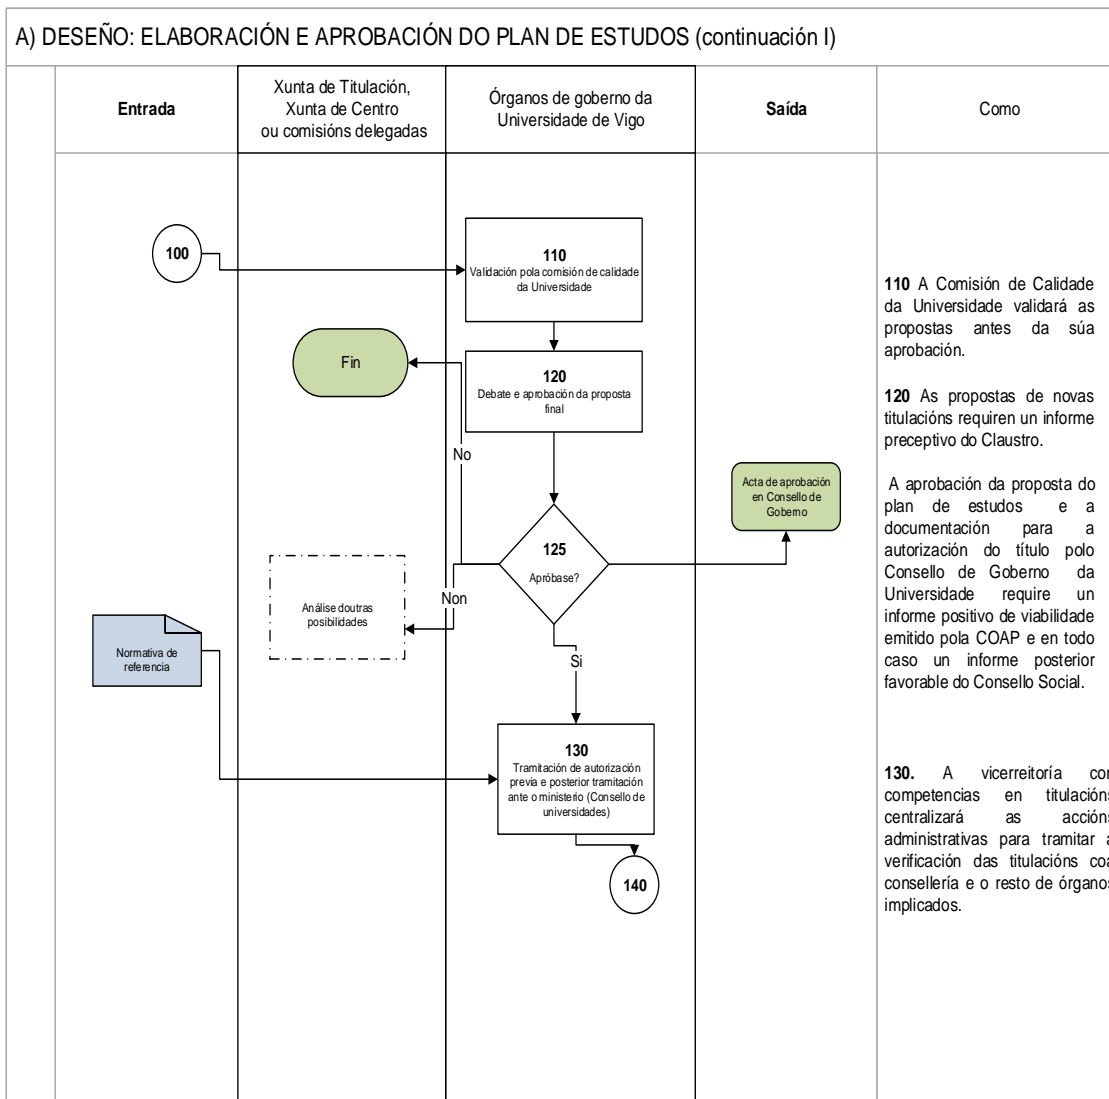 A) DESEÑO: ELABORACIÓN E APROBACIÓN DO PLAN DE ESTUDOS (continuación I)
Entrada
Xunta de Titulación,
Xunta de Centro
ou comisións delegadas
Órganos de goberno da
Universidade de Vigo
Saída
Como
100
110
Validación pola comisión de calidade
da Universidade
Fin
120
Debate e aprobación da proposta
final
No
Acta de aprobación
en Consello de
Goberno
125
Apróbase?
Non
Análise doutras
posibilidades
Normativa de
referencia
Si
130
Tramitación de autorización
previa e posterior tramitación
ante o ministerio (Consello de
universidades)
140
110 A Comisión de Calidade
da Universidade validará as
propostas antes da súa
aprobación.
120 As propostas de novas
titulacións requiren un informe
preceptivo do Claustro.
A aprobación da proposta do
plan de estudos e a
documentación para a
autorización do título polo
Consello de Goberno da
Universidade require un
informe positivo de viabilidade
emitido pola COAP e en todo
caso un informe posterior
favorable do Consello Social.
130. A vicerreitoría con
competencias en titulacións
centralizará as accións
administrativas para tramitar a
verificación das titulacións coa
consellería e o resto de órganos
implicados.